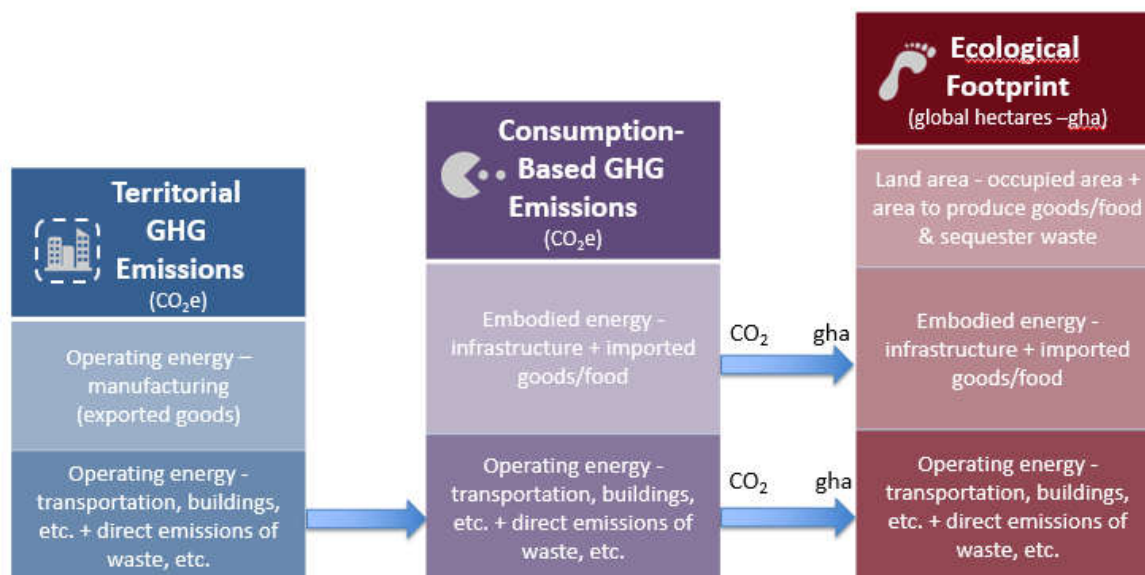 Territorial
GHG
Emissions
(CO₂e)
Operating energy –
manufacturing
(exported goods)
Operating energy -
transportation, buildings,
etc. + direct emissions of
waste, etc.
Consumption-
Based GHG
Emissions
(CO₂e)
Embodied energy -
infrastructure + imported
goods/food
Operating energy -
transportation, buildings,
etc. + direct emissions of
waste, etc.
CO₂ gha
CO₂ gha
Ecological
Footprint
(global hectares –gha)
Land area - occupied area +
area to produce goods/food
& sequester waste
Embodied energy -
infrastructure + imported
goods/food
Operating energy -
transportation, buildings,
etc. + direct emissions of
waste, etc.